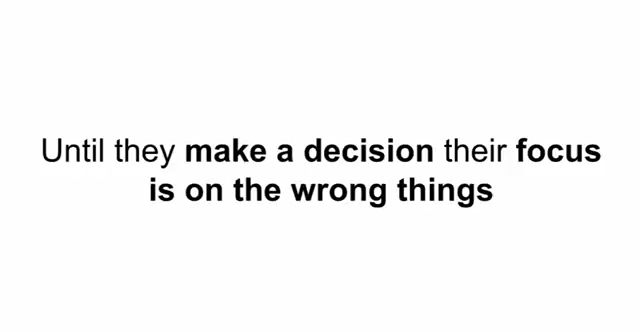 Until they make a decision their focus
is on the wrong things